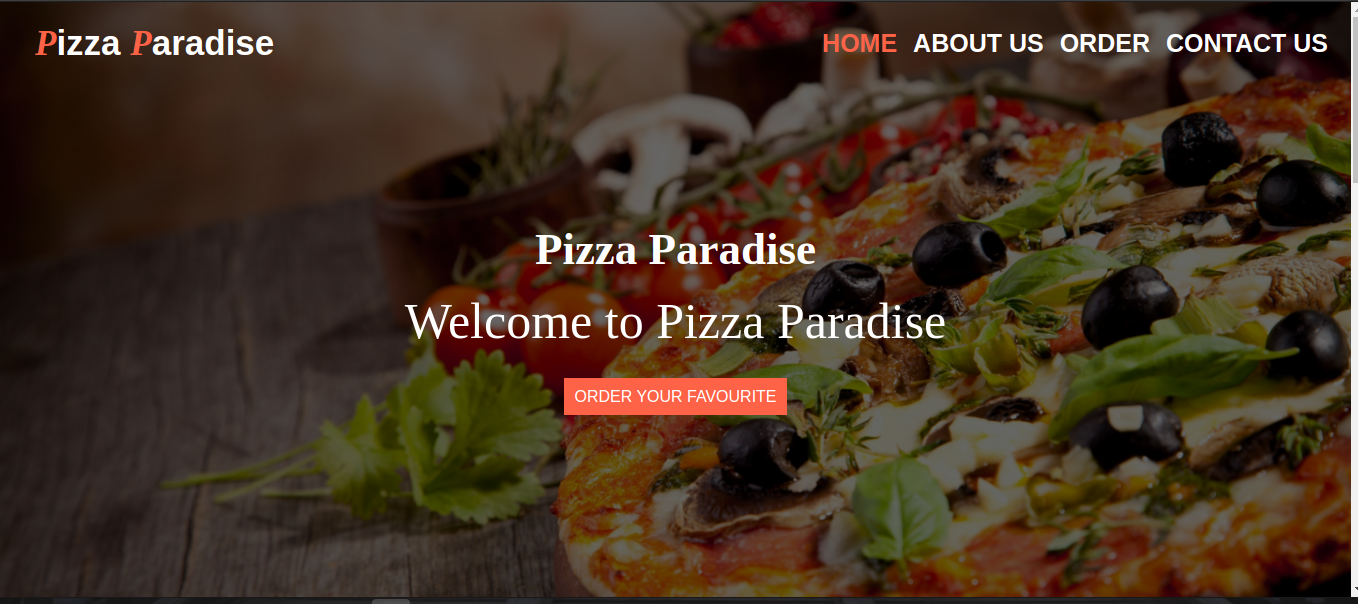 Pizza Paradise
HOME ABOUT US ORDER CONTACT US
Pizza Paradise
Welcome to Pizza Paradise
ORDER YOUR FAVOURITE